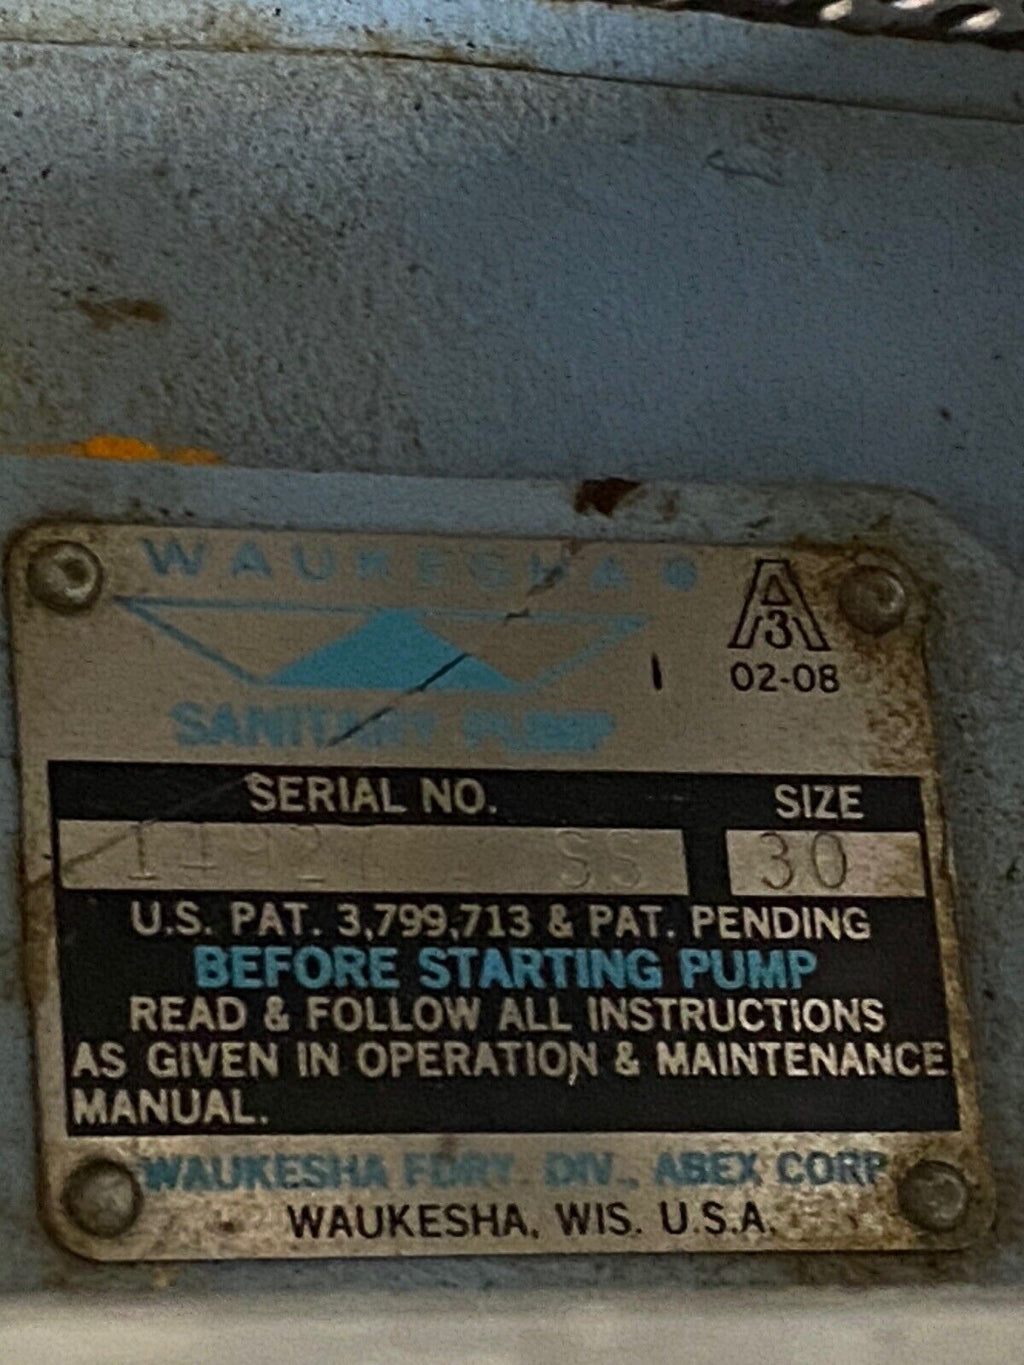 WAUKESHA
A
3
02-08
SANITARY PUMP
SERIAL NO. SIZE
SS 30
U.S. PAT. 3,799,713 & PAT. PENDING
BEFORE STARTING PUMP
READ & FOLLOW ALL INSTRUCTIONS
AS GIVEN IN OPERATION & MAINTENANCE
MANUAL.
WAUKESHA FDRY. DIV., ABEX CORP
WAUKESHA, WIS. U.S.A.